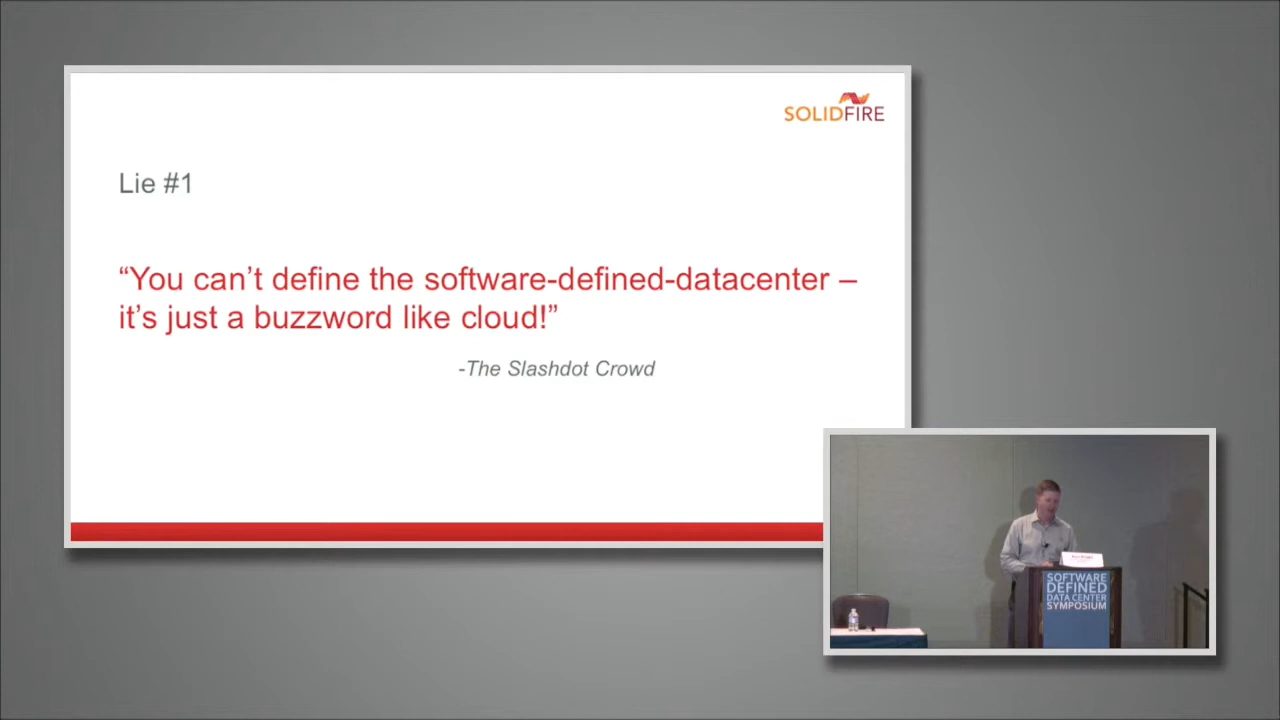 SOLIDFIRE
Lie #1
“You can’t define the software-defined-datacenter –
it’s just a buzzword like cloud!”
-The Slashdot Crowd
SOFTWARE
DEFINED
DATA CENTER
SYMPOSIUM